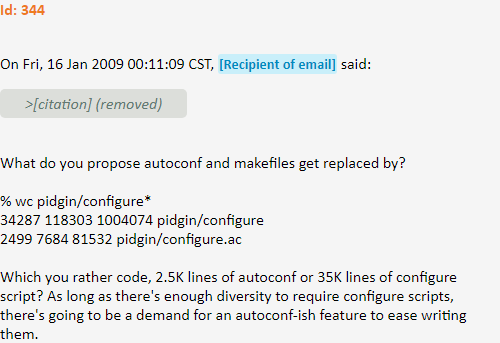 Id: 344
On Fri, 16 Jan 2009 00:11:09 CST, [Recipient of email] said:
>[citation] (removed)
What do you propose autoconf and makefiles get replaced by?
% wc pidgin/configure*
34287 118303 1004074 pidgin/configure
2499 7684 81532 pidgin/configure.ac
Which you rather code, 2.5K lines of autoconf or 35K lines of configure
script? As long as there's enough diversity to require configure scripts,
there's going to be a demand for an autoconf-ish feature to ease writing
them.